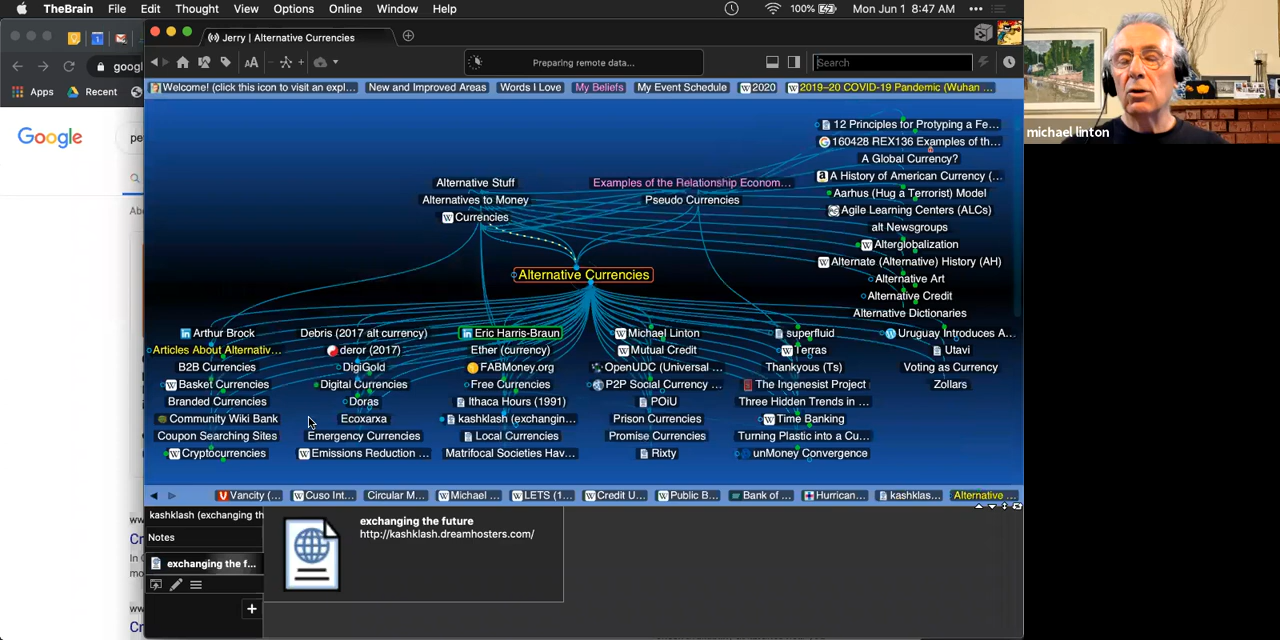 TheBrain File Edit Thought View Options Online Window Help 100% Mon Jun 1 8:47 AM
Jerry | Alternative Currencies
googl
Preparing remote data...
Search
Apps Recent
Welcome! (click this icon to visit an expl... New and Improved Areas Words I Love My Beliefs My Event Schedule 2020 2019–20 COVID-19 Pandemic (Wuhan ...
Google
pe
12 Principles for Protyping a Fe...
160428 REX136 Examples of th...
A Global Currency?
A History of American Currency (...
Aarhus (Hug a Terrorist) Model
Agile Learning Centers (ALCs)
alt Newsgroups
Alterglobalization
Alternate (Alternative) History (AH)
Alternative Art
Alternative Credit
Alternative Dictionaries
Alternative Stuff
Alternatives to Money
Currencies
Examples of the Relationship Econom...
Pseudo Currencies
Alternative Currencies
Arthur Brock
Articles About Alternativ...
B2B Currencies
Basket Currencies
Branded Currencies
Community Wiki Bank
Coupon Searching Sites
Cryptocurrencies
Debris (2017 alt currency)
deror (2017)
DigiGold
Digital Currencies
Doras
Ecoxarxa
Emergency Currencies
Emissions Reduction ...
Eric Harris-Braun
Ether (currency)
FABMoney.org
Free Currencies
Ithaca Hours (1991)
kashklash (exchangin...
Local Currencies
Matrifocal Societies Hav...
Michael Linton
Mutual Credit
OpenUDC (Universal ...
P2P Social Currency ...
POiU
Prison Currencies
Promise Currencies
Rixty
superfluid
Terras
Thankyous (Ts)
The Ingenesist Project
Three Hidden Trends in ...
Time Banking
Turning Plastic into a Cu...
unMoney Convergence
Uruguay Introduces A...
Utavi
Voting as Currency
Zollars
Vancity (... Cuso Int... Circular M... Michael ... LETS (1... Credit U... Public B... Bank of ... Hurrican... kashklas... Alternative ...
kashklash (exchanging th
Notes
exchanging the f...
exchanging the future
http://kashklash.dreamhosters.com/
michael linton